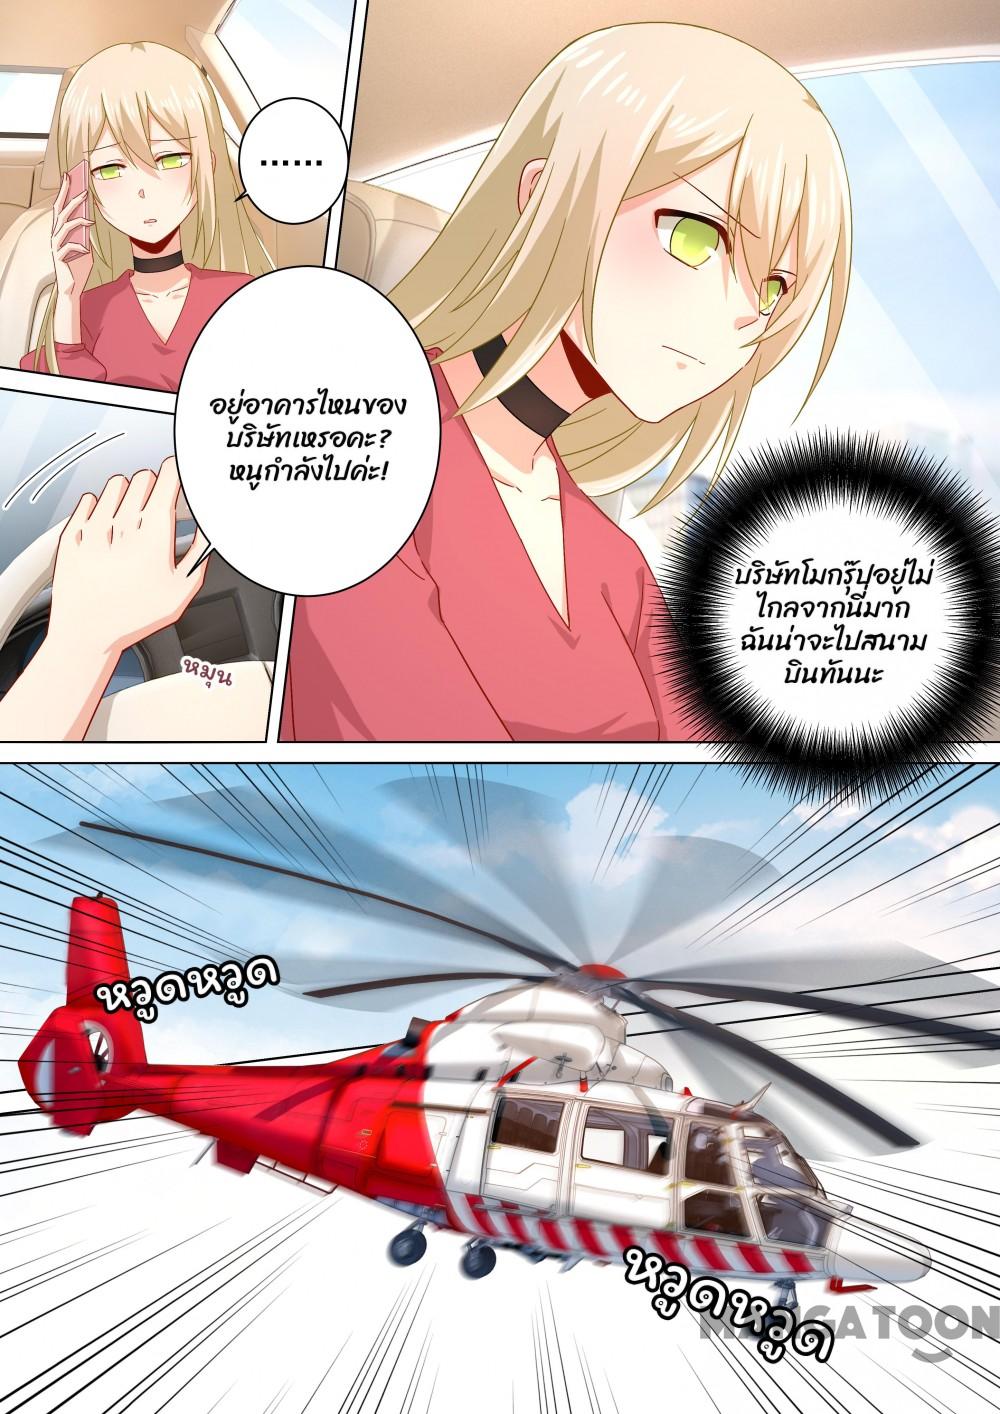 ......
อยู่อาคารไหนของ
บริษัทเหรอคะ?
หนูกำลังไปค่ะ!
หมุน
บริษัทโมกรุ๊ปอยู่ไม่
ไกลจากนี่มาก
ฉันน่าจะไปสนาม
บินทันนะ
หวูดหวูด
หวูดหวูด
MANGATOON